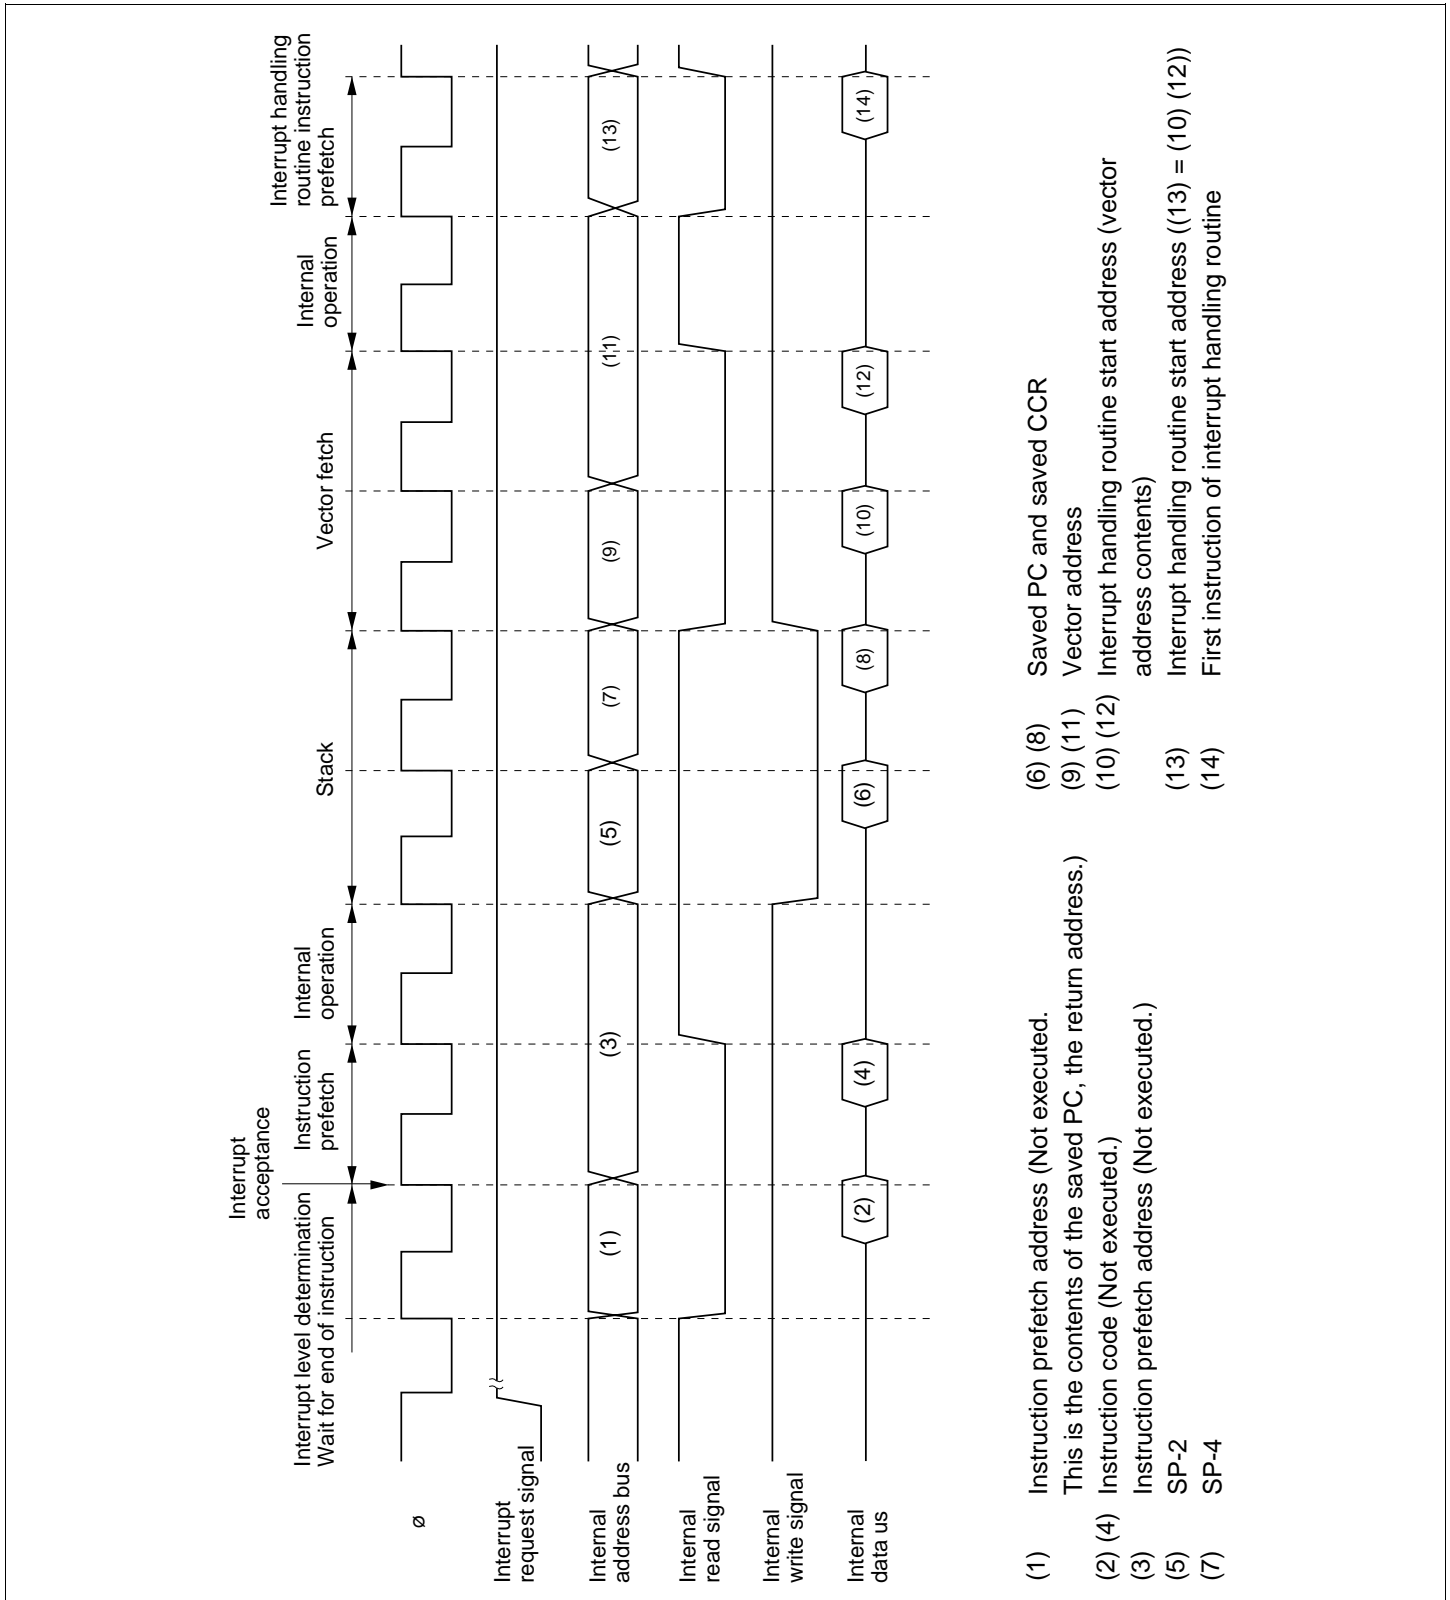 Interrupt
acceptance
Interrupt level determination
Wait for end of instruction
Instruction
prefetch
Internal
operation
Stack
Vector fetch
Internal
operation
Interrupt handling
routine instruction
prefetch
ø
Interrupt
request signal
Internal
address bus
(1)
(3)
(5)
(7)
(9)
(11)
(13)
Internal
read signal
Internal
write signal
Internal
data us
(2)
(4)
(6)
(8)
(10)
(12)
(14)
(1) Instruction prefetch address (Not executed.
This is the contents of the saved PC, the return address.)
(2) (4) Instruction code (Not executed.)
(3) Instruction prefetch address (Not executed.)
(5) SP-2
(7) SP-4
(6) (8) Saved PC and saved CCR
(9) (11) Vector address
(10) (12) Interrupt handling routine start address (vector
address contents)
(13) Interrupt handling routine start address ((13) = (10) (12))
(14) First instruction of interrupt handling routine